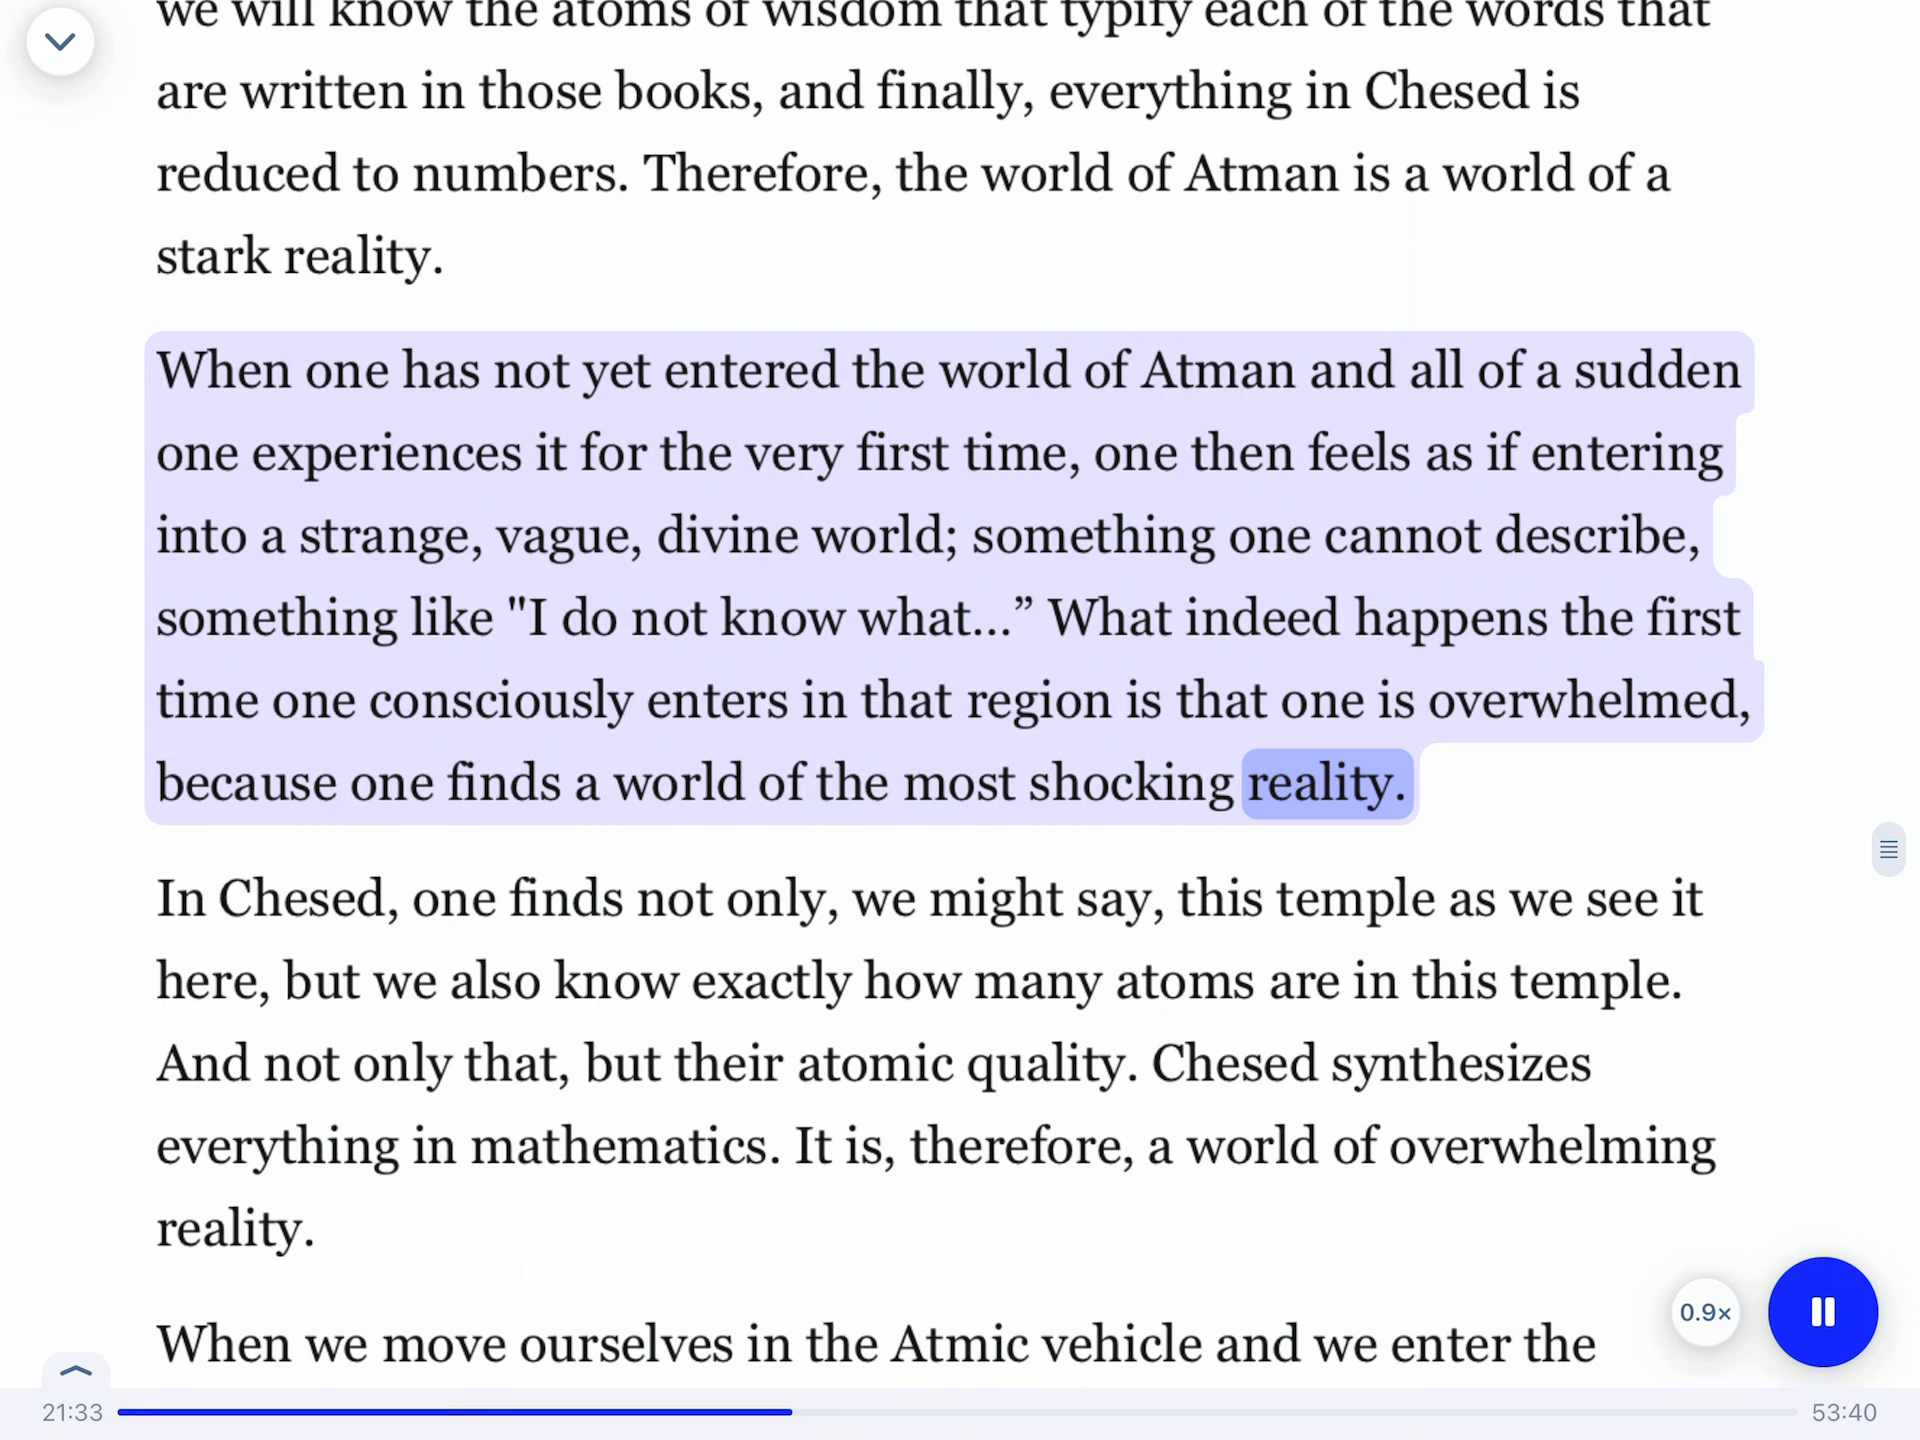 we will know the atoms of wisdom that typify each of the words that
are written in those books, and finally, everything in Chesed is
reduced to numbers. Therefore, the world of Atman is a world of a
stark reality.
When one has not yet entered the world of Atman and all of a sudden
one experiences it for the very first time, one then feels as if entering
into a strange, vague, divine world; something one cannot describe,
something like "I do not know what...” What indeed happens the first
time one consciously enters in that region is that one is overwhelmed,
because one finds a world of the most shocking reality.
In Chesed, one finds not only, we might say, this temple as we see it
here, but we also know exactly how many atoms are in this temple.
And not only that, but their atomic quality. Chesed synthesizes
everything in mathematics. It is, therefore, a world of overwhelming
reality.
0.9×
When we move ourselves in the Atmic vehicle and we enter the
21:33
53:40